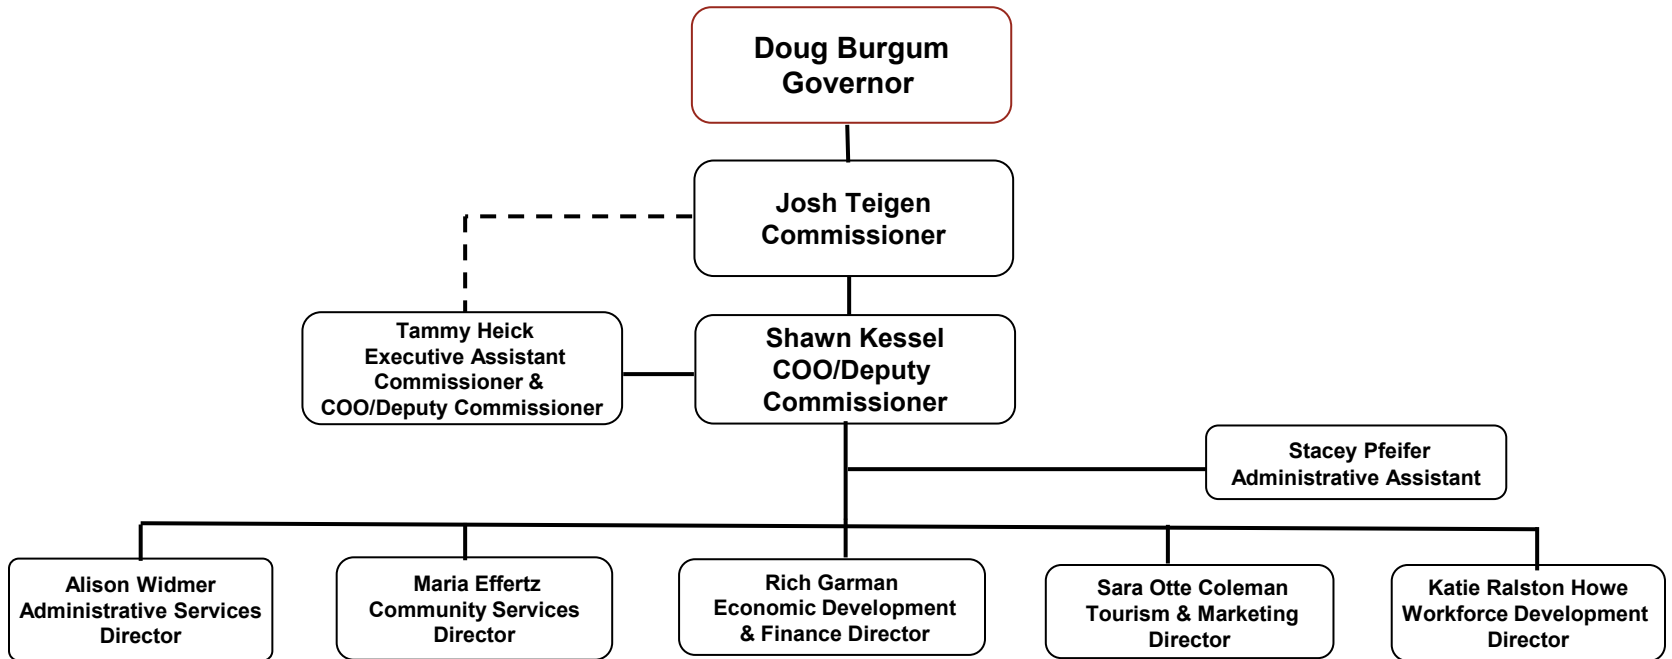 Doug Burgum
Governor
Josh Teigen
Commissioner
Tammy Heick
Executive Assistant
Commissioner &
COO/Deputy Commissioner
Shawn Kessel
COO/Deputy
Commissioner
Stacey Pfeifer
Administrative Assistant
Alison Widmer
Administrative Services
Director
Maria Effertz
Community Services
Director
Rich Garman
Economic Development
& Finance Director
Sara Otte Coleman
Tourism & Marketing
Director
Katie Ralston Howe
Workforce Development
Director